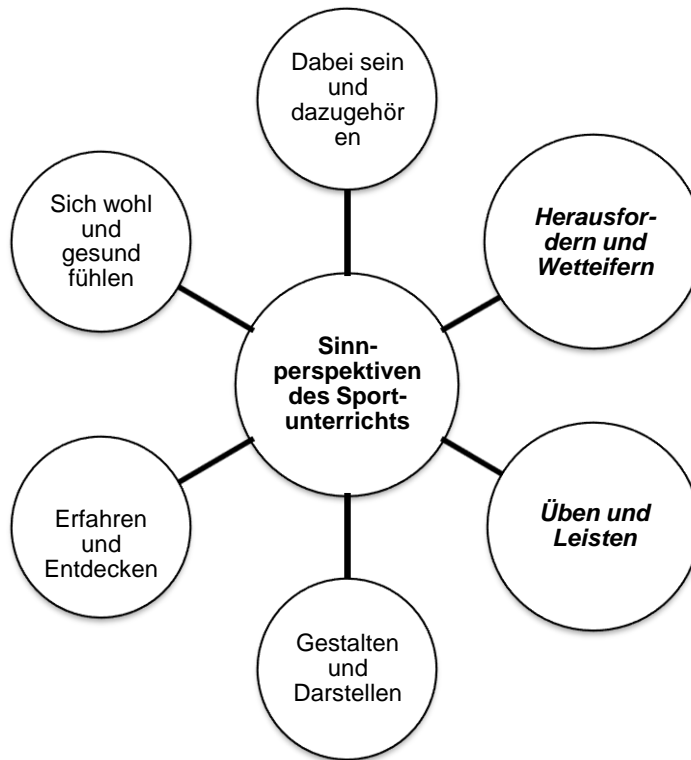 Dabei sein
und
dazugehör
en
Herausfor-
dern und
Wetteifern
Üben und
Leisten
Gestalten
und
Darstellen
Erfahren
und
Entdecken
Sich wohl
und
gesund
fühlen
Sinn-
perspektiven
des Sport-
unterrichts